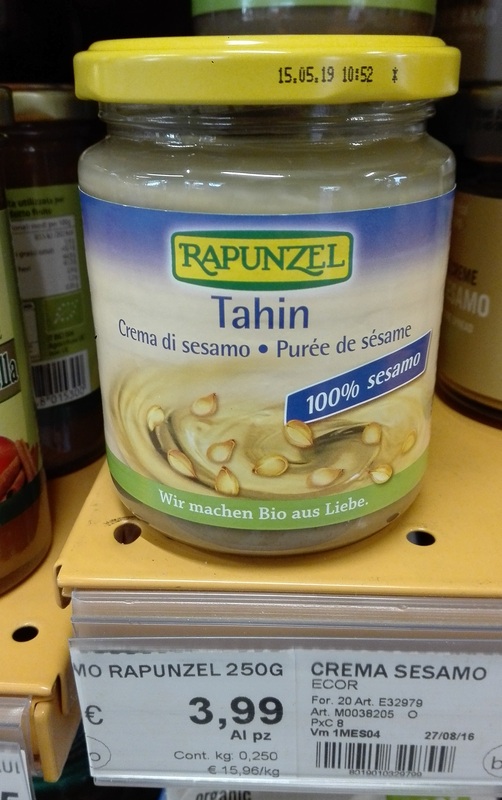 15.05.19 10:52
RAPUNZEL
Tahin
Crema di sesamo • Purée de sésame
100% sesamo
Wir machen Bio aus Liebe.
MO RAPUNZEL 250G
€ 3,99
Al pz
Cont. kg: 0,250
€ 15,96/kg
CREMA SESAMO
ECOR
For. 20 Art. E32979
Art. M0038205 O
PxC 8
Vm 1MES04 27/08/16
organic